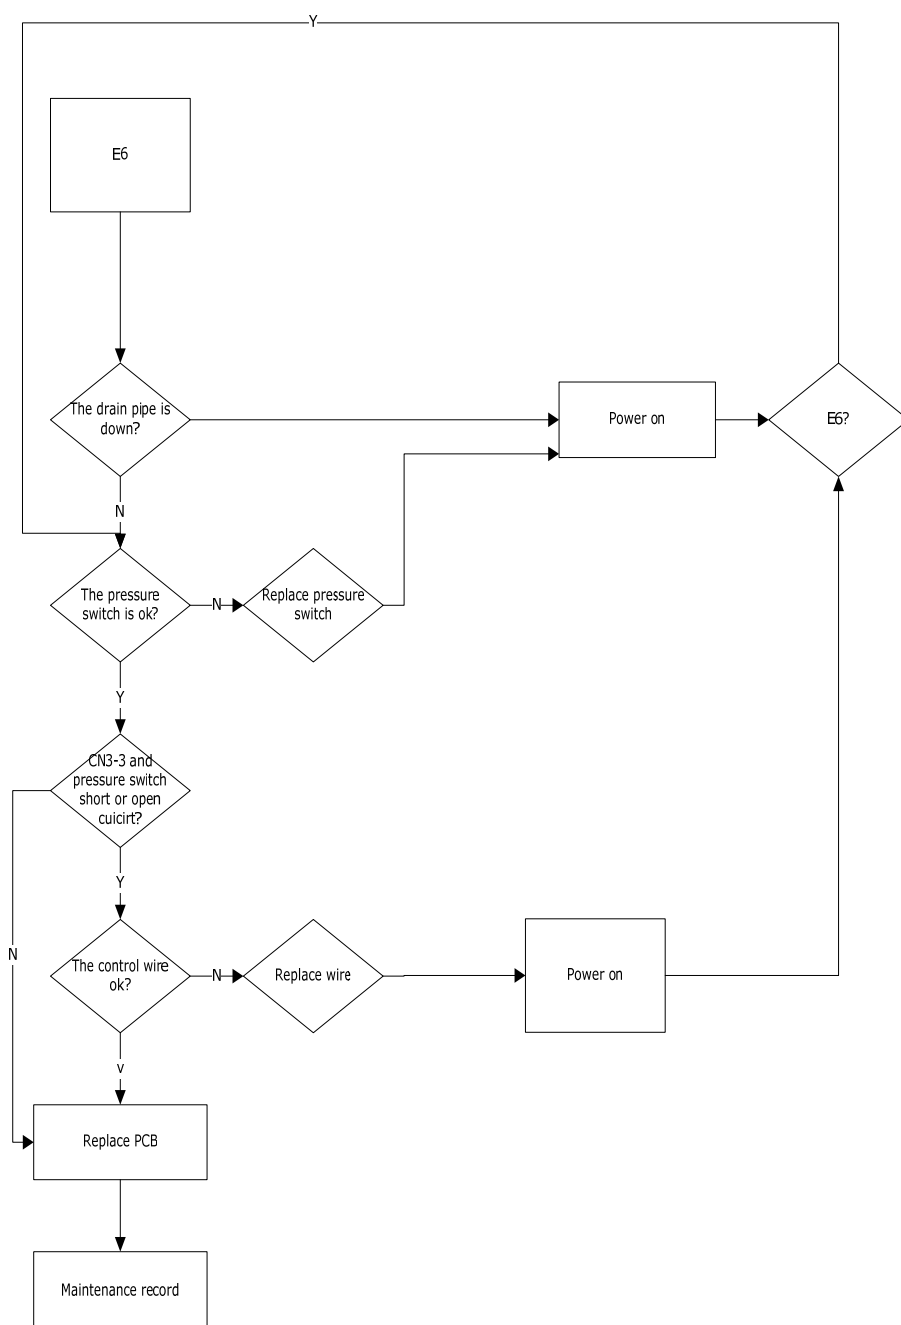 Y
E6
The drain pipe is
down?
Power on
E6?
N
The pressure
switch is ok?
N
Replace pressure
switch
Y
CN3-3 and
pressure switch
short or open
cuicirt?
Y
N
The control wire
ok?
N
Replace wire
Power on
v
Replace PCB
Maintenance record